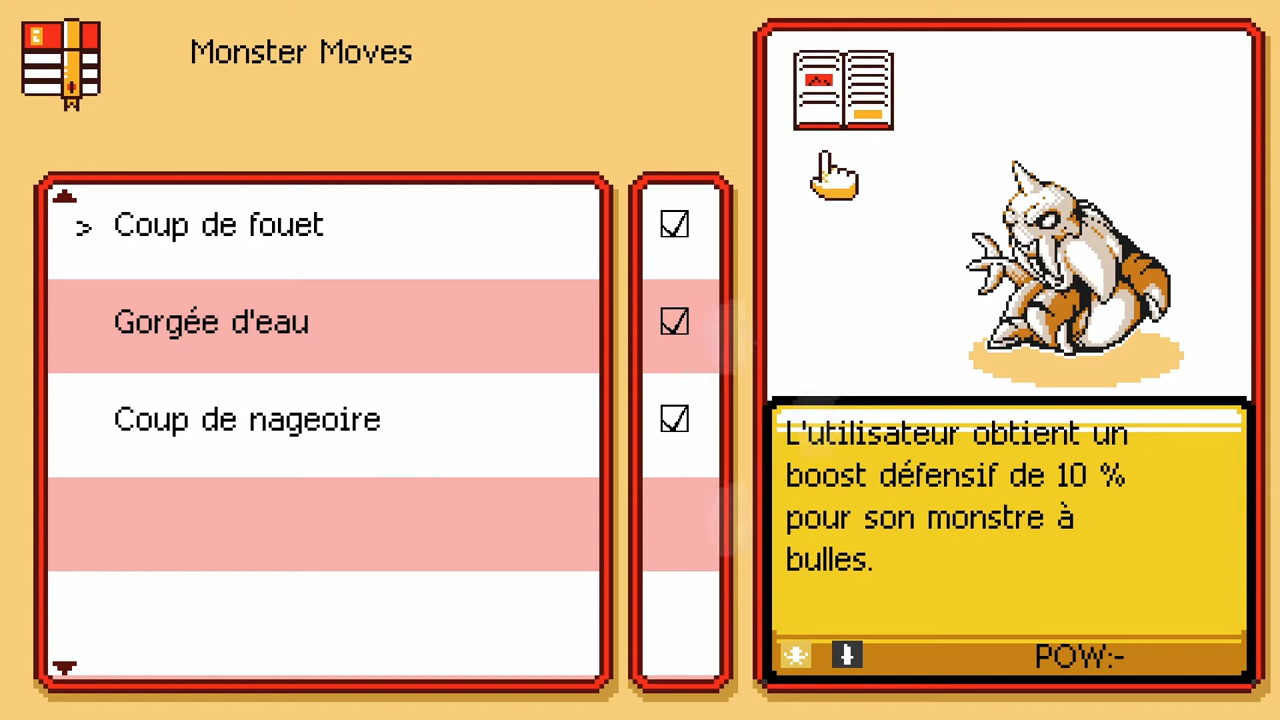 Monster Moves
> Coup de fouet
Gorgée d'eau
Coup de nageoire
L'utilisateur obtient un
boost défensif de 10 %
pour son monstre à
bulles.
POW:-